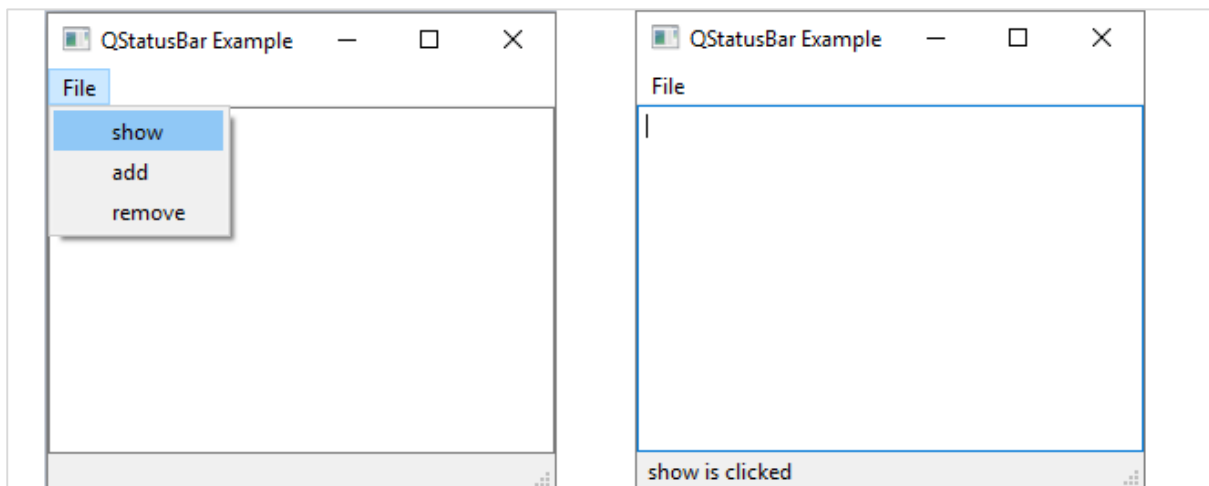 QStatusBar Example
File
show
add
remove
QStatusBar Example
File
show is clicked